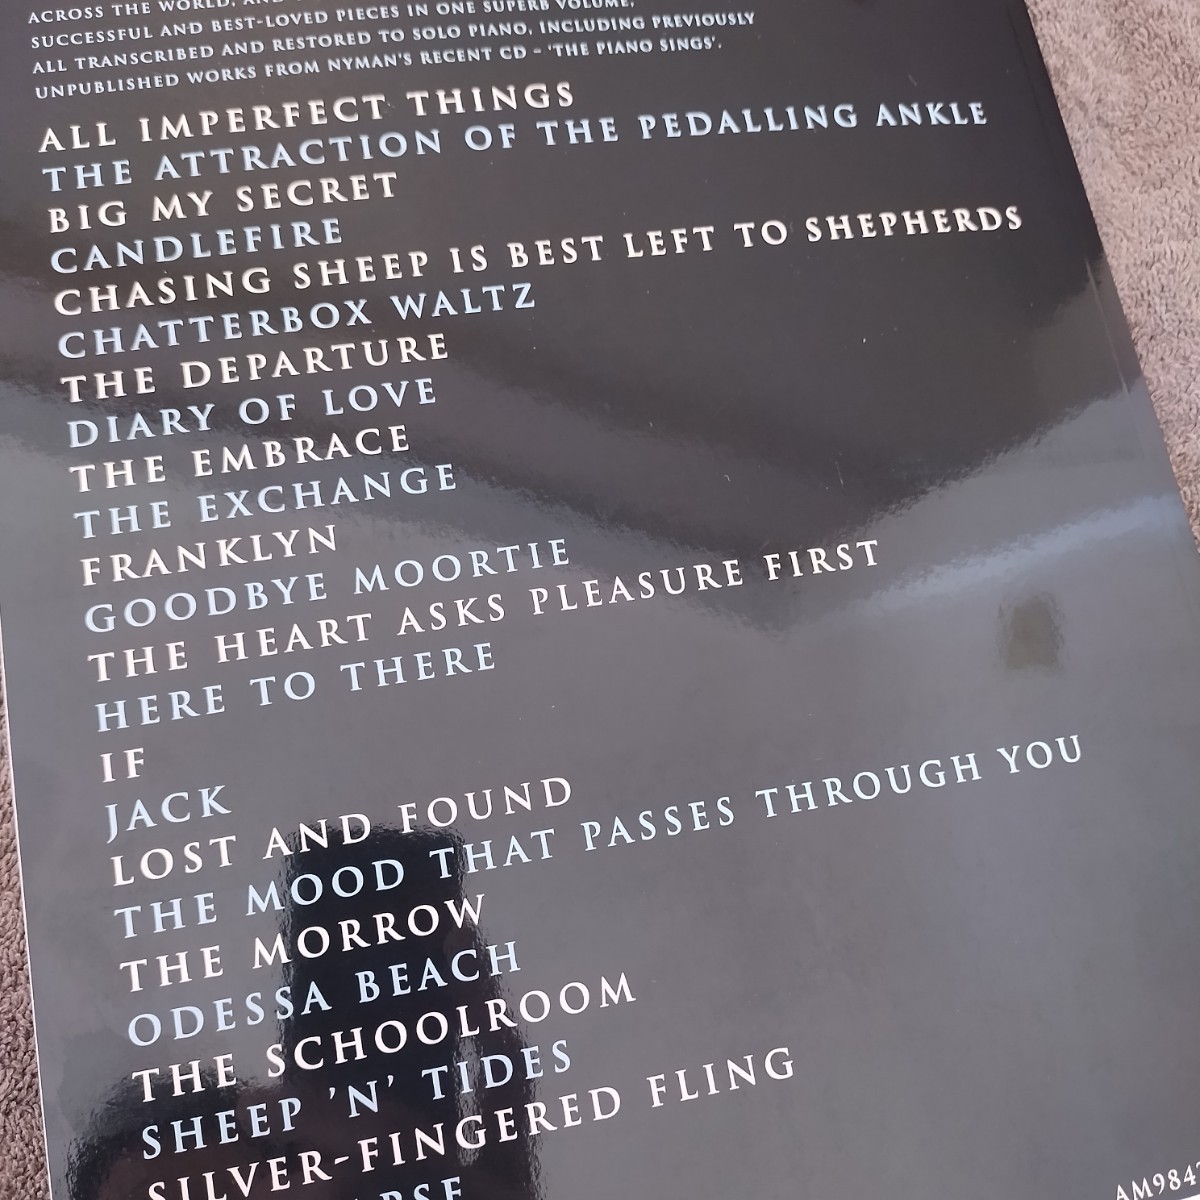 ACROSS THE WORLD,
SUCCESSFUL AND BEST-LOVED PIECES IN ONE SUPERB VOLUME,
ALL TRANSCRIBED AND RESTORED TO SOLO PIANO, INCLUDING PREVIOUSLY
UNPUBLISHED WORKS FROM NYMAN'S RECENT CD - 'THE PIANO SINGS'.
ALL IMPERFECT THINGS
THE ATTRACTION OF THE PEDALLING ANKLE
BIG MY SECRET
CANDLEFIRE
CHASING SHEEP IS BEST LEFT TO SHEPHERDS
CHATTERBOX WALTZ
THE DEPARTURE
DIARY OF LOVE
THE EMBRACE
THE EXCHANGE
FRANKLYN
GOODBYE MOORTIE
THE HEART ASKS PLEASURE FIRST
HERE TO THERE
IF
JACK
LOST AND FOUND
THE MOOD THAT PASSES THROUGH YOU
THE MORROW
ODESSA BEACH
THE SCHOOLROOM
SHEEP 'N' TIDES
SILVER-FINGERED FLING